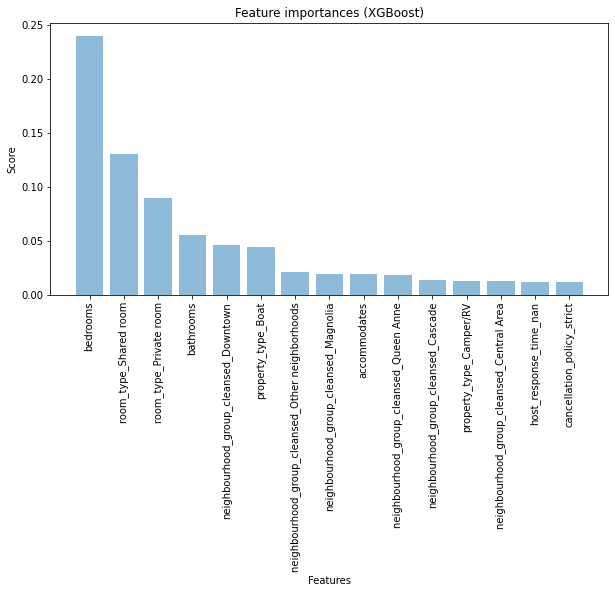 Feature importances (XGBoost)
0.25
0.20
0.15
0.10
0.05
0.00
Score
bedrooms
room_type_Shared room
room_type_Private room
bathrooms
neighbourhood_group_cleansed_Downtown
property_type_Boat
neighbourhood_group_cleansed_Other neighborhoods
neighbourhood_group_cleansed_Magnolia
accommodates
neighbourhood_group_cleansed_Queen Anne
neighbourhood_group_cleansed_Cascade
property_type_Camper/RV
neighbourhood_group_cleansed_Central Area
host_response_time_nan
cancellation_policy_strict
Features